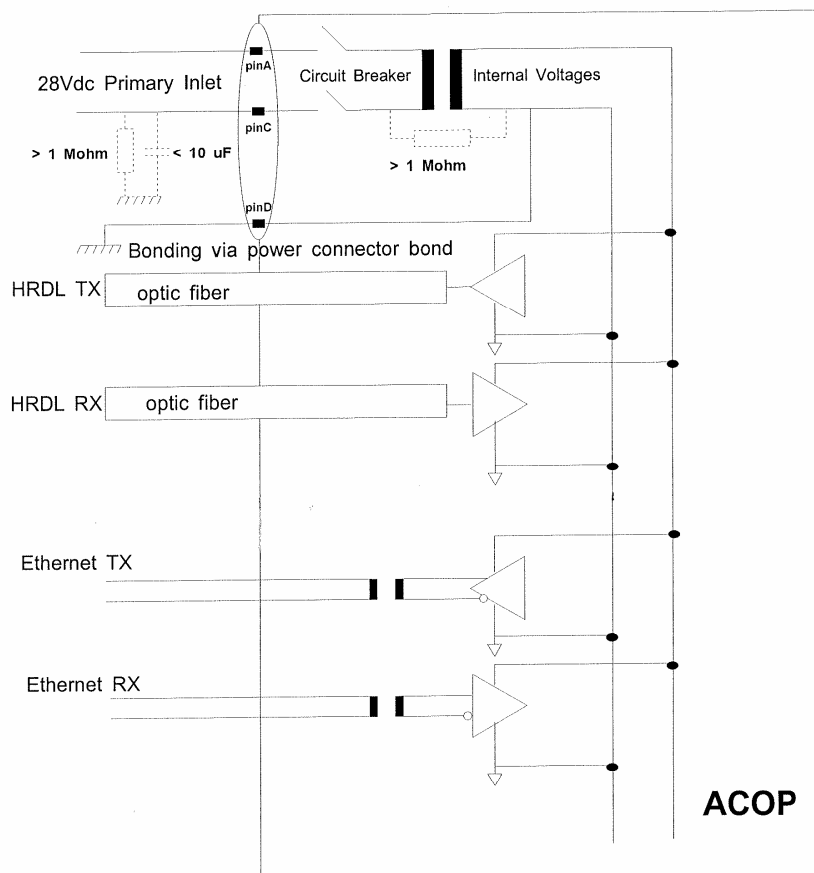 pinA
28Vdc Primary Inlet
Circuit Breaker
Internal Voltages
pinC
> 1 Mohm
< 10 uF
> 1 Mohm
pinD
Bonding via power connector bond
HRDL TX
optic fiber
HRDL RX
optic fiber
Ethernet TX
Ethernet RX
ACOP